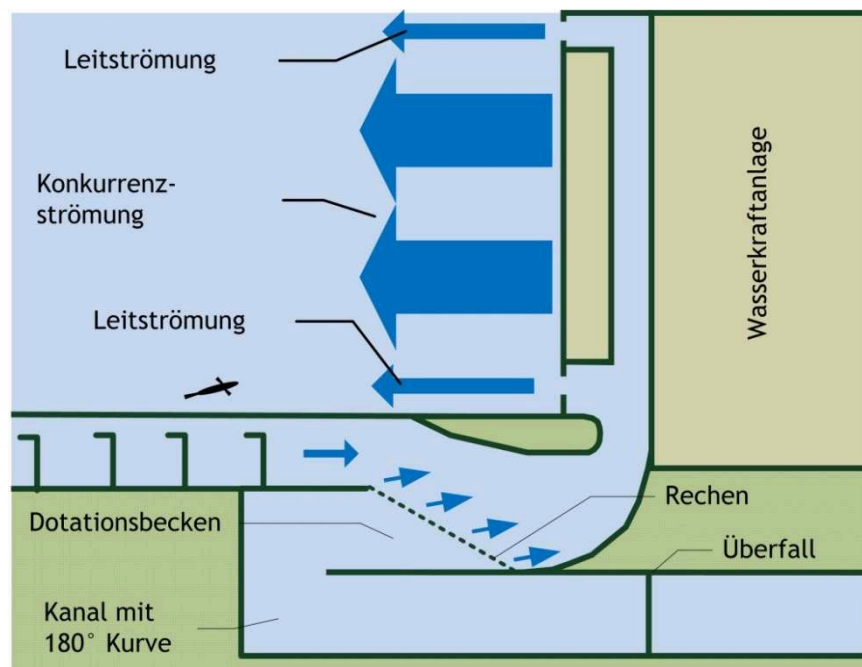 Leitströmung
Konkurrenz-
strömung
Leitströmung
Wasserkraftanlage
Rechen
Dotationsbecken
Überfall
Kanal mit
180° Kurve